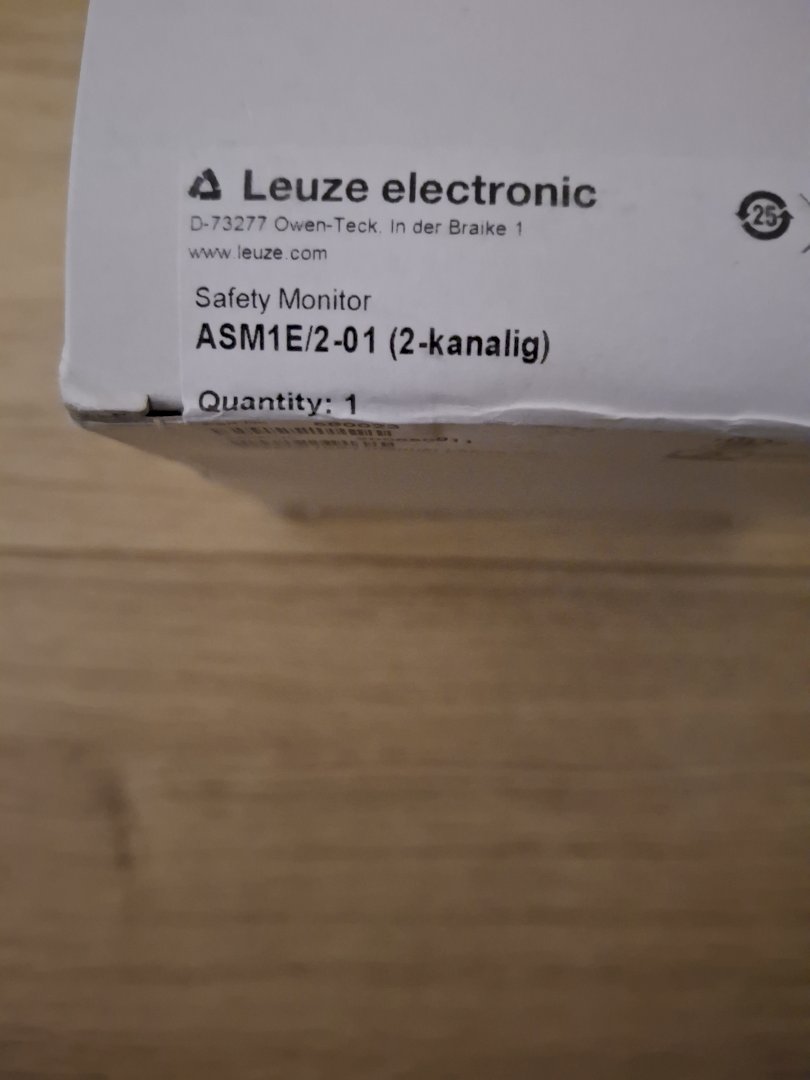 Leuze electronic
D-73277 Owen-Teck. In der Braike 1
www.leuze.com
25
Safety Monitor
ASM1E/2-01 (2-kanalig)
Quantity: 1